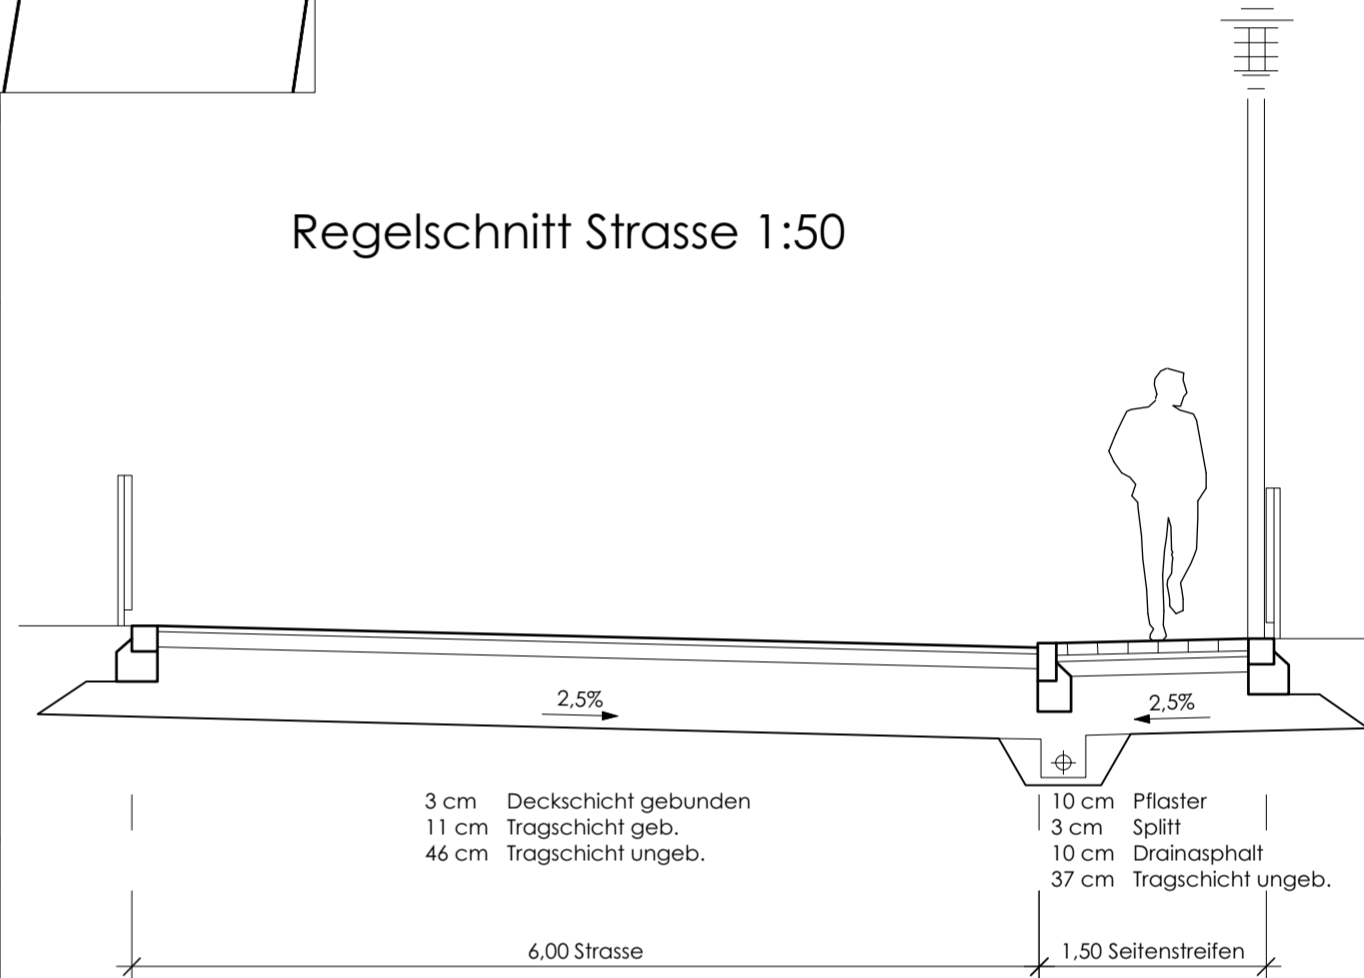 Regelschnitt Strasse 1:50
2,5%
2,5%
3 cm Deckschicht gebunden
11 cm Tragschicht geb.
46 cm Tragschicht ungeb.
10 cm Pflaster
3 cm Splitt
10 cm Drainasphalt
37 cm Tragschicht ungeb.
6,00 Strasse
1,50 Seitenstreifen